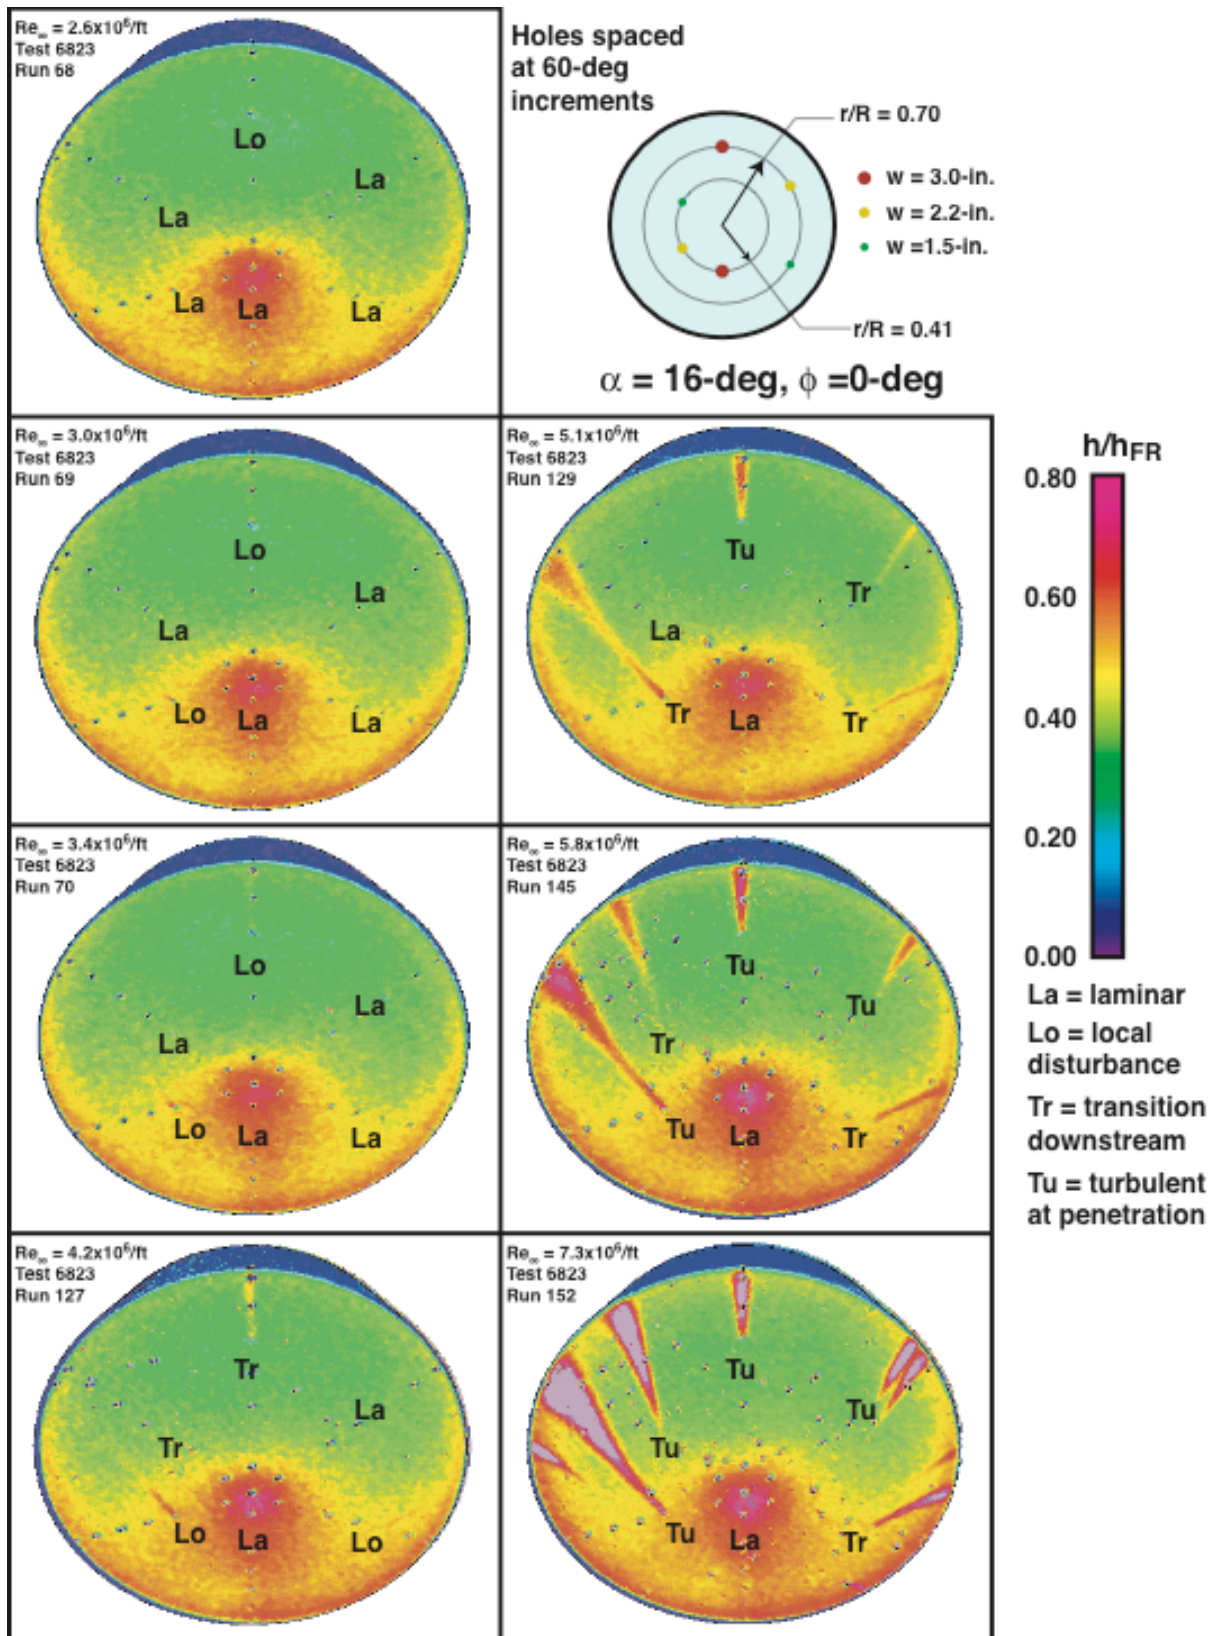 Re∞ = 2.6x10⁶/ft
Test 6823
Run 68
Lo
La
La
La
La
La
Holes spaced
at 60-deg
increments
r/R = 0.70
w = 3.0-in.
w = 2.2-in.
w =1.5-in.
r/R = 0.41
α = 16-deg, ϕ =0-deg
Re∞ = 3.0x10⁶/ft
Test 6823
Run 69
Lo
La
La
Lo
La
La
Re∞ = 5.1x10⁶/ft
Test 6823
Run 129
Tu
Tr
La
Tr
La
Tr
Re∞ = 3.4x10⁶/ft
Test 6823
Run 70
Lo
La
La
Lo
La
La
Re∞ = 5.8x10⁶/ft
Test 6823
Run 145
Tu
Tu
Tr
Tu
La
Tr
Re∞ = 4.2x10⁶/ft
Test 6823
Run 127
Tr
La
Tr
Lo
La
Lo
Re∞ = 7.3x10⁶/ft
Test 6823
Run 152
Tu
Tu
Tu
Tu
La
Tr
h/hFR
0.80
0.60
0.40
0.20
0.00
La = laminar
Lo = local
disturbance
Tr = transition
downstream
Tu = turbulent
at penetration